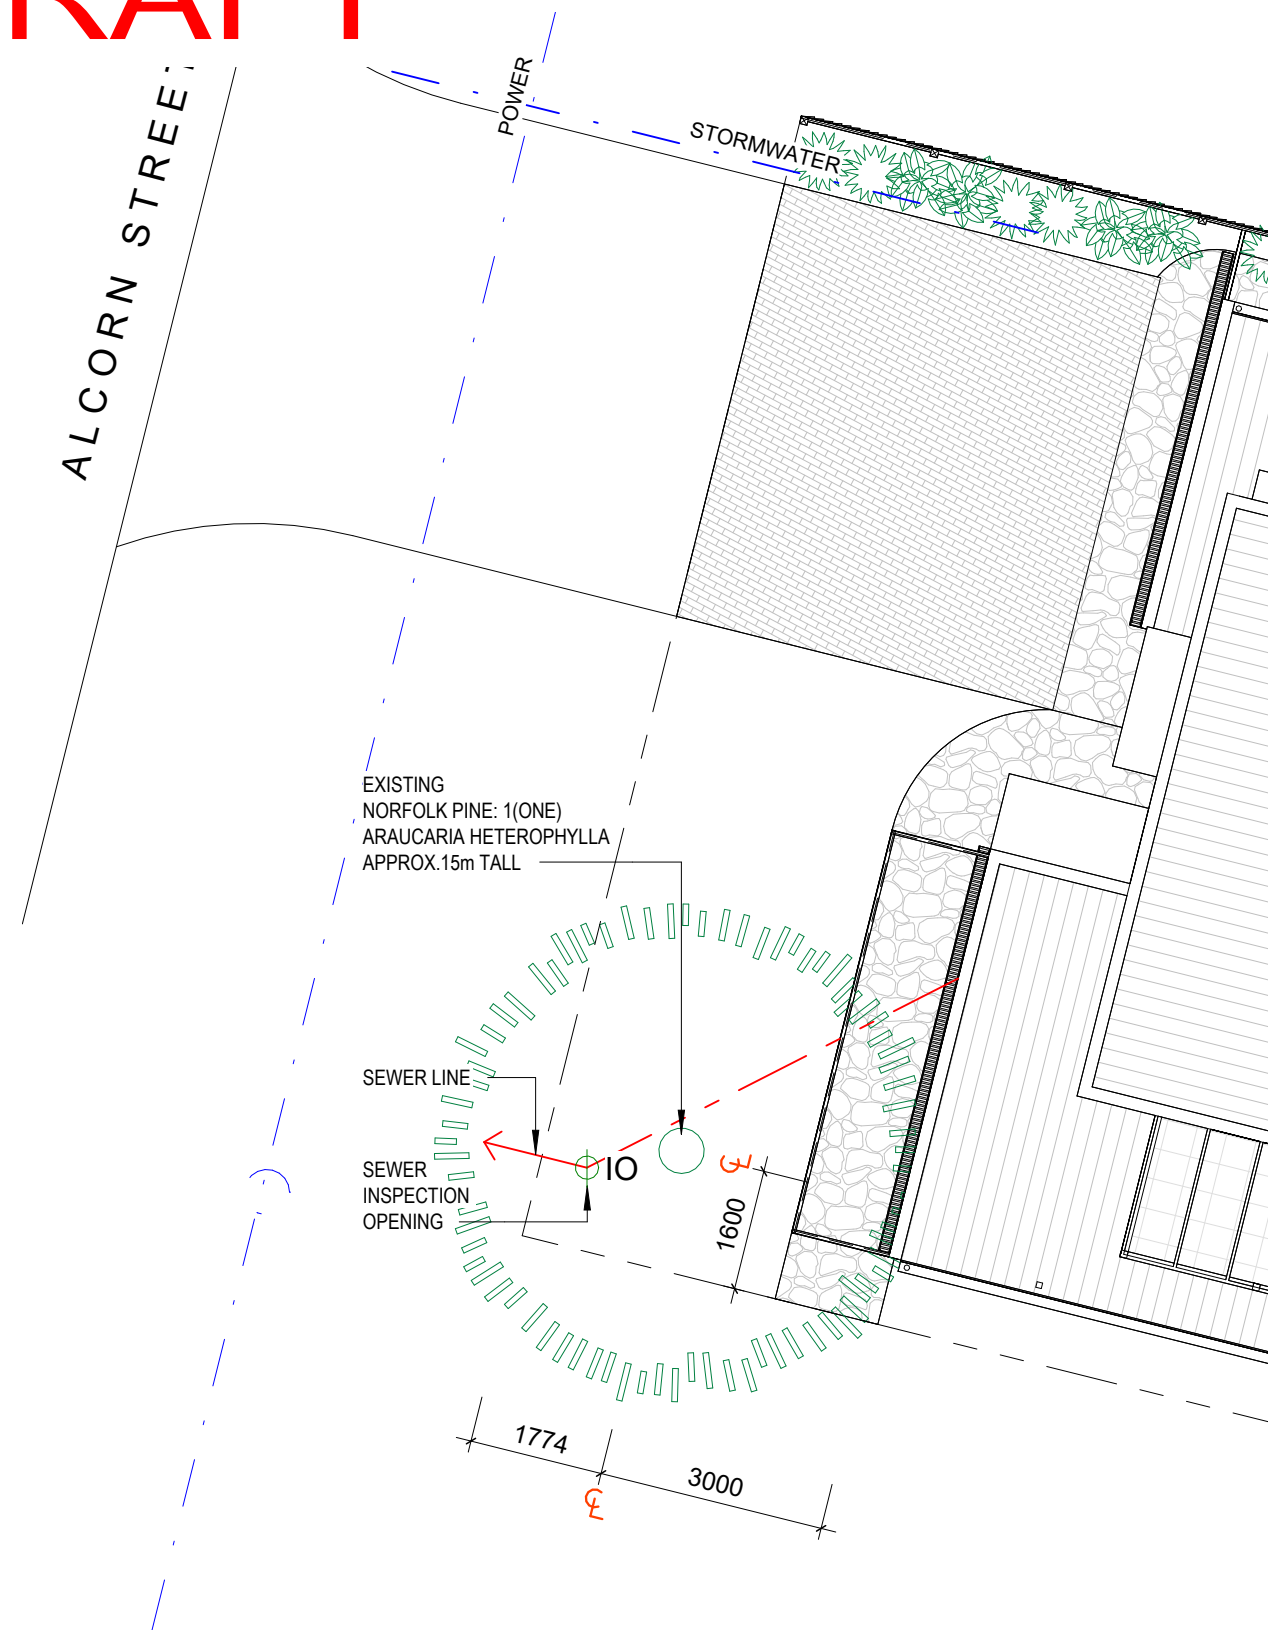 ALCORN STREE
POWER
STORMWATER
EXISTING
NORFOLK PINE: 1(ONE)
ARAUCARIA HETEROPHYLLA
APPROX.15m TALL
SEWER LINE
IO
SEWER
INSPECTION
OPENING
1600
1774
3000